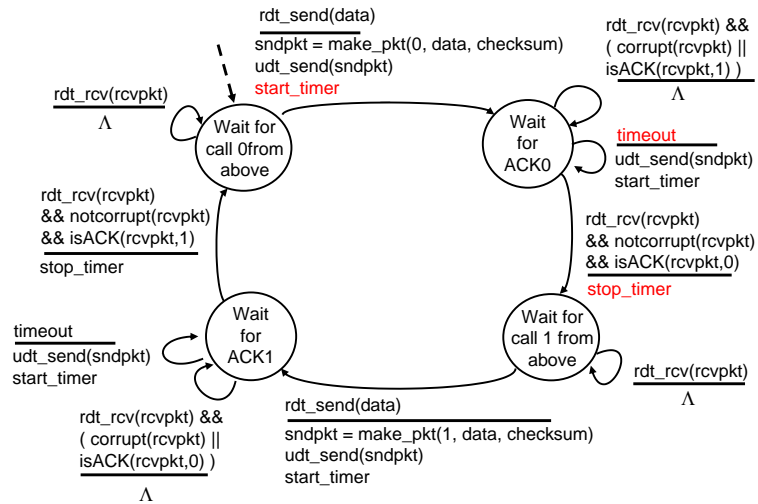 rdt_send(data)
sndpkt = make_pkt(0, data, checksum)
udt_send(sndpkt)
start_timer
rdt_rcv(rcvpkt) &&
( corrupt(rcvpkt) ||
isACK(rcvpkt,1) )
Λ
rdt_rcv(rcvpkt)
Λ
Wait for
call 0from
above
Wait
for
ACK0
timeout
udt_send(sndpkt)
start_timer
rdt_rcv(rcvpkt)
&& notcorrupt(rcvpkt)
&& isACK(rcvpkt,1)
stop_timer
rdt_rcv(rcvpkt)
&& notcorrupt(rcvpkt)
&& isACK(rcvpkt,0)
stop_timer
Wait
for
ACK1
Wait for
call 1 from
above
timeout
udt_send(sndpkt)
start_timer
rdt_rcv(rcvpkt)
Λ
rdt_rcv(rcvpkt) &&
( corrupt(rcvpkt) ||
isACK(rcvpkt,0) )
Λ
rdt_send(data)
sndpkt = make_pkt(1, data, checksum)
udt_send(sndpkt)
start_timer